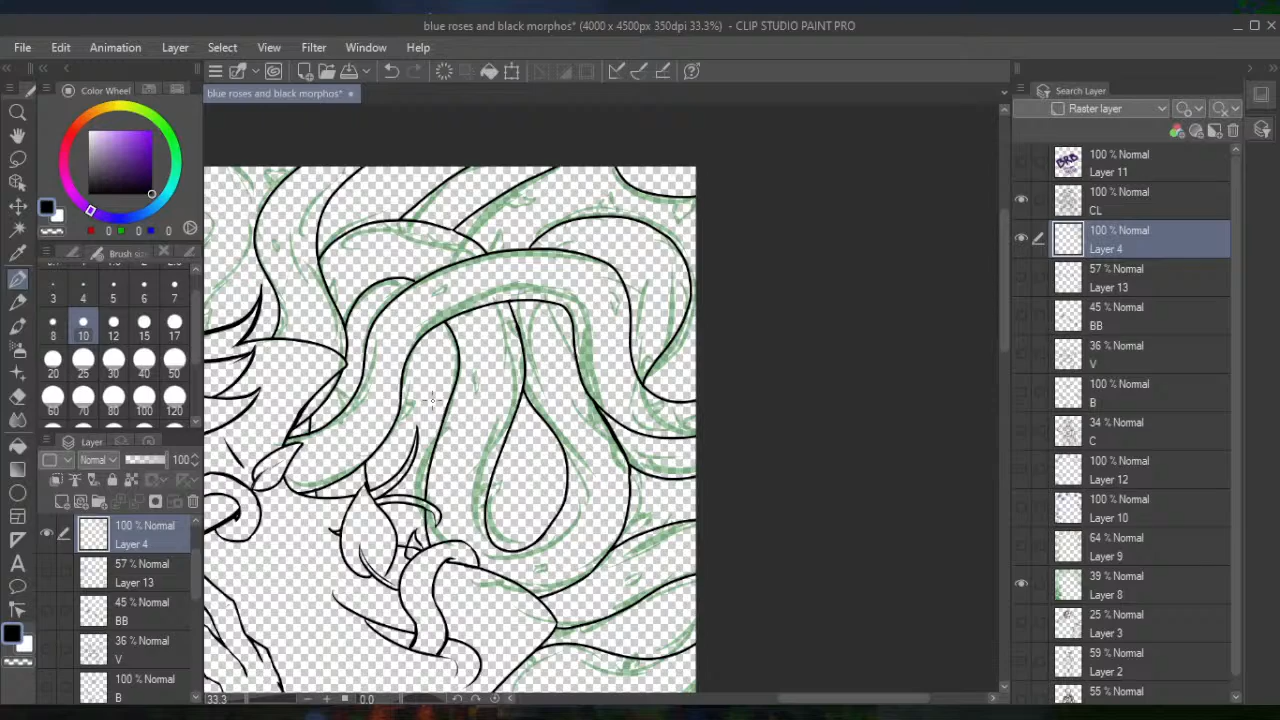 blue roses and black morphos* (4000 x 4500px 350dpi 33.3%) - CLIP STUDIO PAINT PRO
File Edit Animation Layer Select View Filter Window Help
blue roses and black morphos*
Color Wheel
0 0 0
Brush size
3 4 5 6 7
8 10 12 15 17
20 25 30 40 50
60 70 80 100 120
Layer
Normal 100
100 % Normal
Layer 4
57 % Normal
Layer 13
45 % Normal
BB
36 % Normal
V
100 % Normal
B
33.3
0.0
Search Layer
Raster layer
BRB
100 % Normal
Layer 11
100 % Normal
CL
100 % Normal
Layer 4
57 % Normal
Layer 13
45 % Normal
BB
36 % Normal
V
100 % Normal
B
34 % Normal
C
100 % Normal
Layer 12
100 % Normal
Layer 10
64 % Normal
Layer 9
39 % Normal
Layer 8
25 % Normal
Layer 3
59 % Normal
Layer 2
55 % Normal